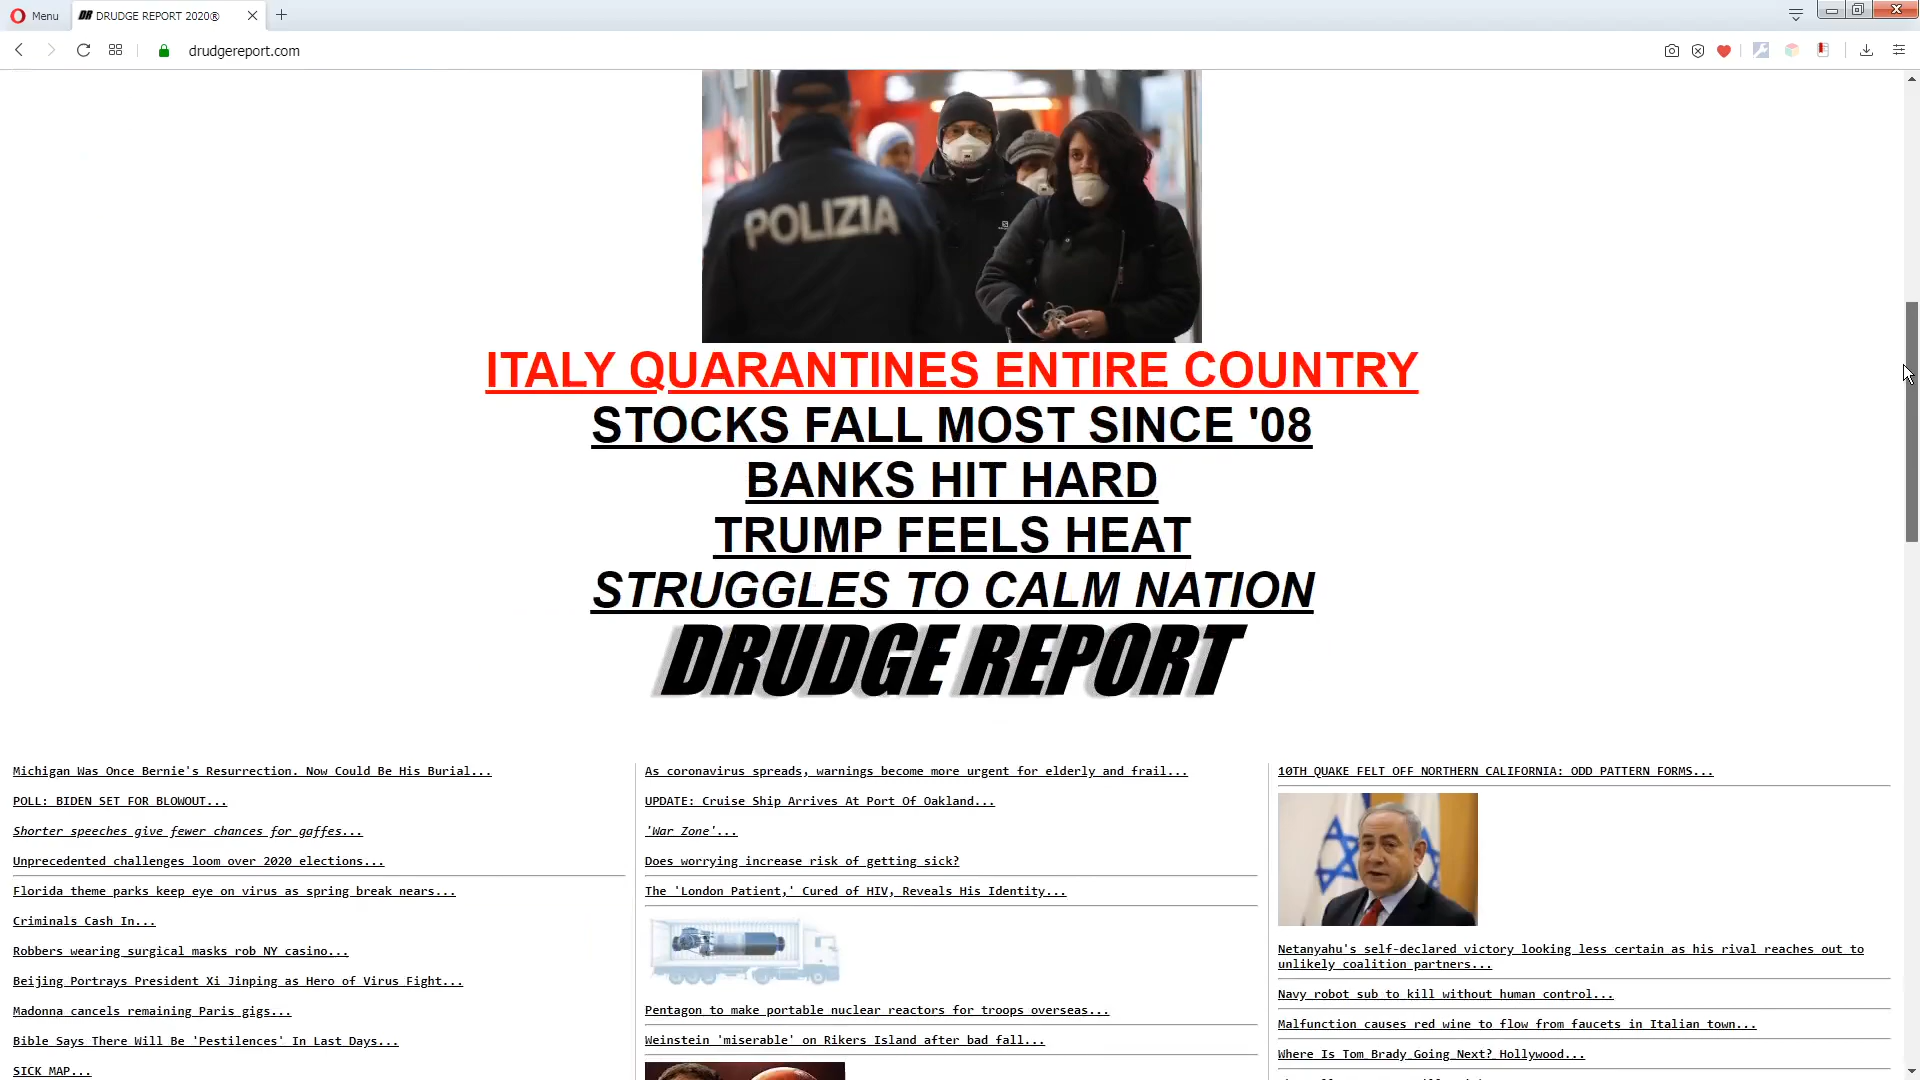 Menu
DR DRUDGE REPORT 2020®
drudgereport.com
POLIZIA
ITALY QUARANTINES ENTIRE COUNTRY
STOCKS FALL MOST SINCE '08
BANKS HIT HARD
TRUMP FEELS HEAT
STRUGGLES TO CALM NATION
DRUDGE REPORT
Michigan Was Once Bernie's Resurrection. Now Could Be His Burial...
POLL: BIDEN SET FOR BLOWOUT...
Shorter speeches give fewer chances for gaffes...
Unprecedented challenges loom over 2020 elections...
Florida theme parks keep eye on virus as spring break nears...
Criminals Cash In...
Robbers wearing surgical masks rob NY casino...
Beijing Portrays President Xi Jinping as Hero of Virus Fight...
Madonna cancels remaining Paris gigs...
Bible Says There Will Be 'Pestilences' In Last Days...
SICK MAP...
As coronavirus spreads, warnings become more urgent for elderly and frail...
UPDATE: Cruise Ship Arrives At Port Of Oakland...
'War Zone'...
Does worrying increase risk of getting sick?
The 'London Patient,' Cured of HIV, Reveals His Identity...
Pentagon to make portable nuclear reactors for troops overseas...
Weinstein 'miserable' on Rikers Island after bad fall...
10TH QUAKE FELT OFF NORTHERN CALIFORNIA: ODD PATTERN FORMS...
Netanyahu's self-declared victory looking less certain as his rival reaches out to
unlikely coalition partners...
Navy robot sub to kill without human control...
Malfunction causes red wine to flow from faucets in Italian town...
Where Is Tom Brady Going Next? Hollywood...